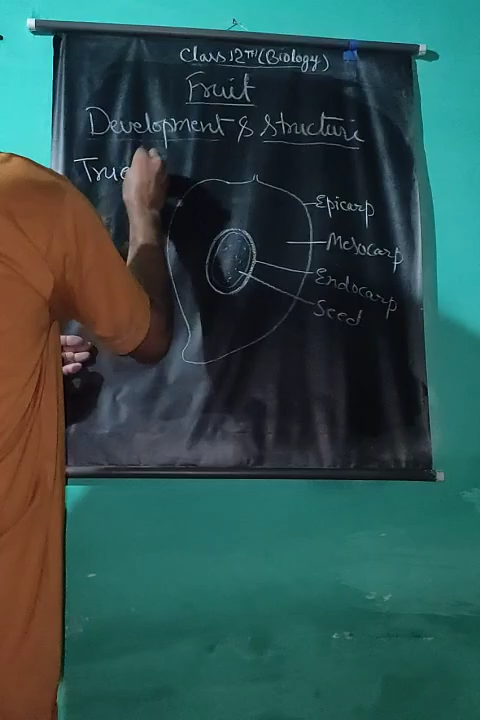 Class 12TH (Biology)
Fruit
Development & Structure
True
Epicarp
Mesocarp
Endocarp
Seed